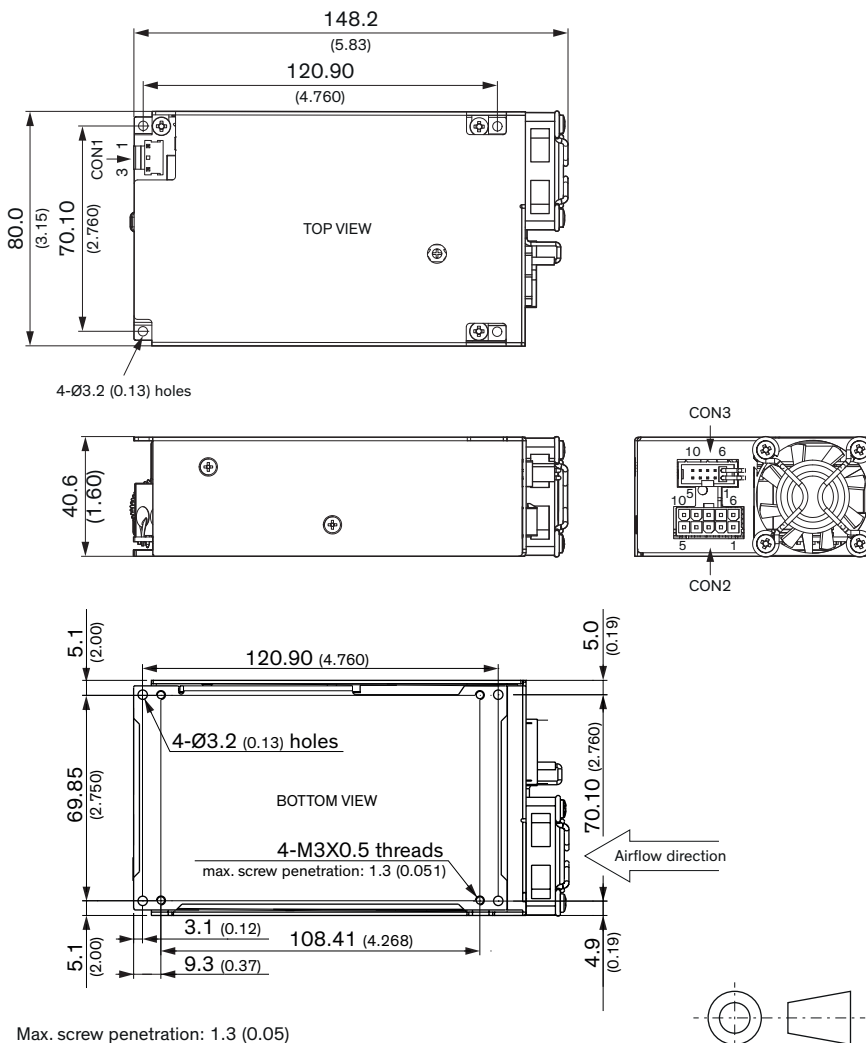 148.2
(5.83)
120.90
(4.760)
80.0
(3.15)
70.10
(2.760)
CON1
1
3
TOP VIEW
4-Ø3.2 (0.13) holes
40.6
(1.60)
CON3
10 6
5 1
10 6
5 1
CON2
5.1
(2.00)
120.90 (4.760)
5.0
(0.19)
4-Ø3.2 (0.13) holes
69.85
(2.750)
BOTTOM VIEW
70.10 (2.760)
4-M3X0.5 threads
max. screw penetration: 1.3 (0.051)
Airflow direction
5.1
(2.00)
3.1 (0.12)
108.41 (4.268)
9.3 (0.37)
4.9
(0.19)
Max. screw penetration: 1.3 (0.05)